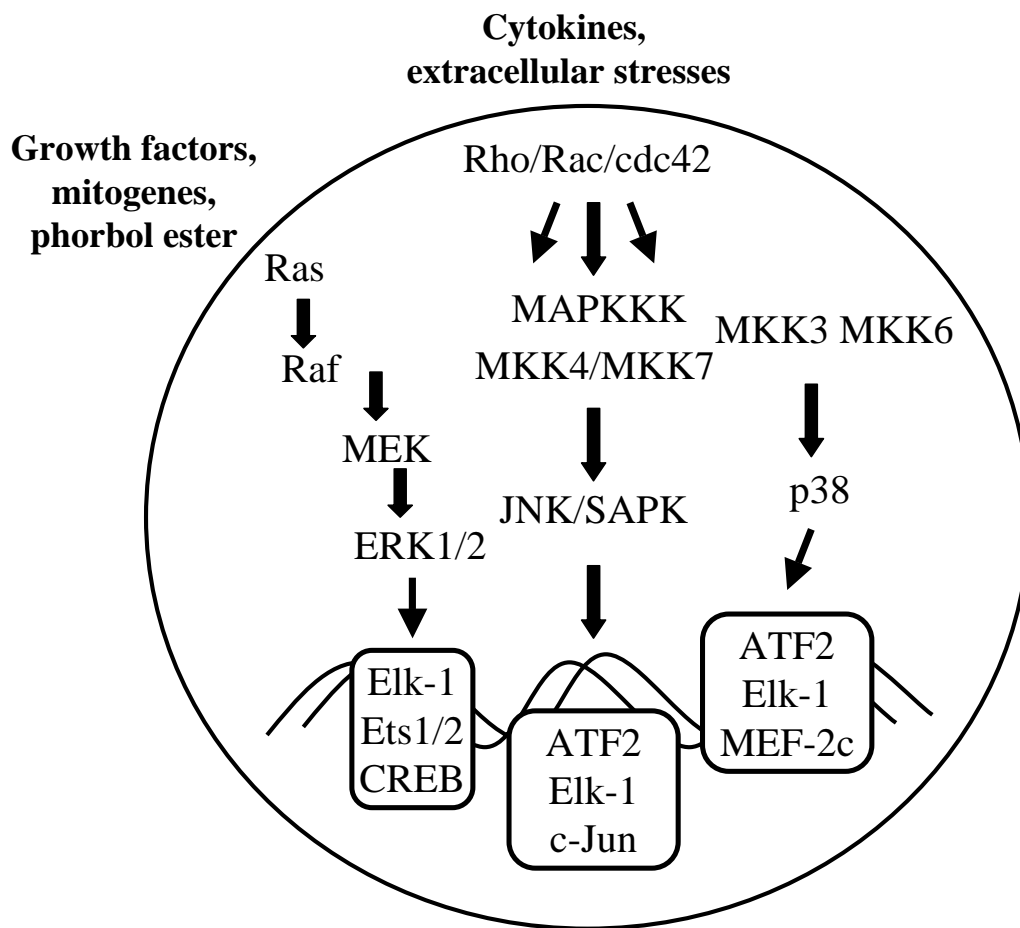 Cytokines,
extracellular stresses
Growth factors,
mitogenes,
phorbol ester
Rho/Rac/cdc42
Ras
Raf
MEK
ERK1/2
MAPKKK
MKK4/MKK7
JNK/SAPK
MKK3 MKK6
p38
Elk-1
Ets1/2
CREB
ATF2
Elk-1
c-Jun
ATF2
Elk-1
MEF-2c